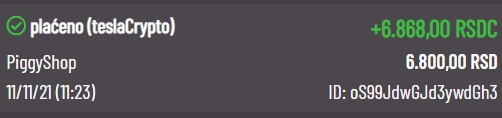 plaćeno (teslaCrypto) +6.868,00 RSDC
PiggyShop 6.800,00 RSD
11/11/21 (11:23) ID: oS99JdwGJd3ywdGh3